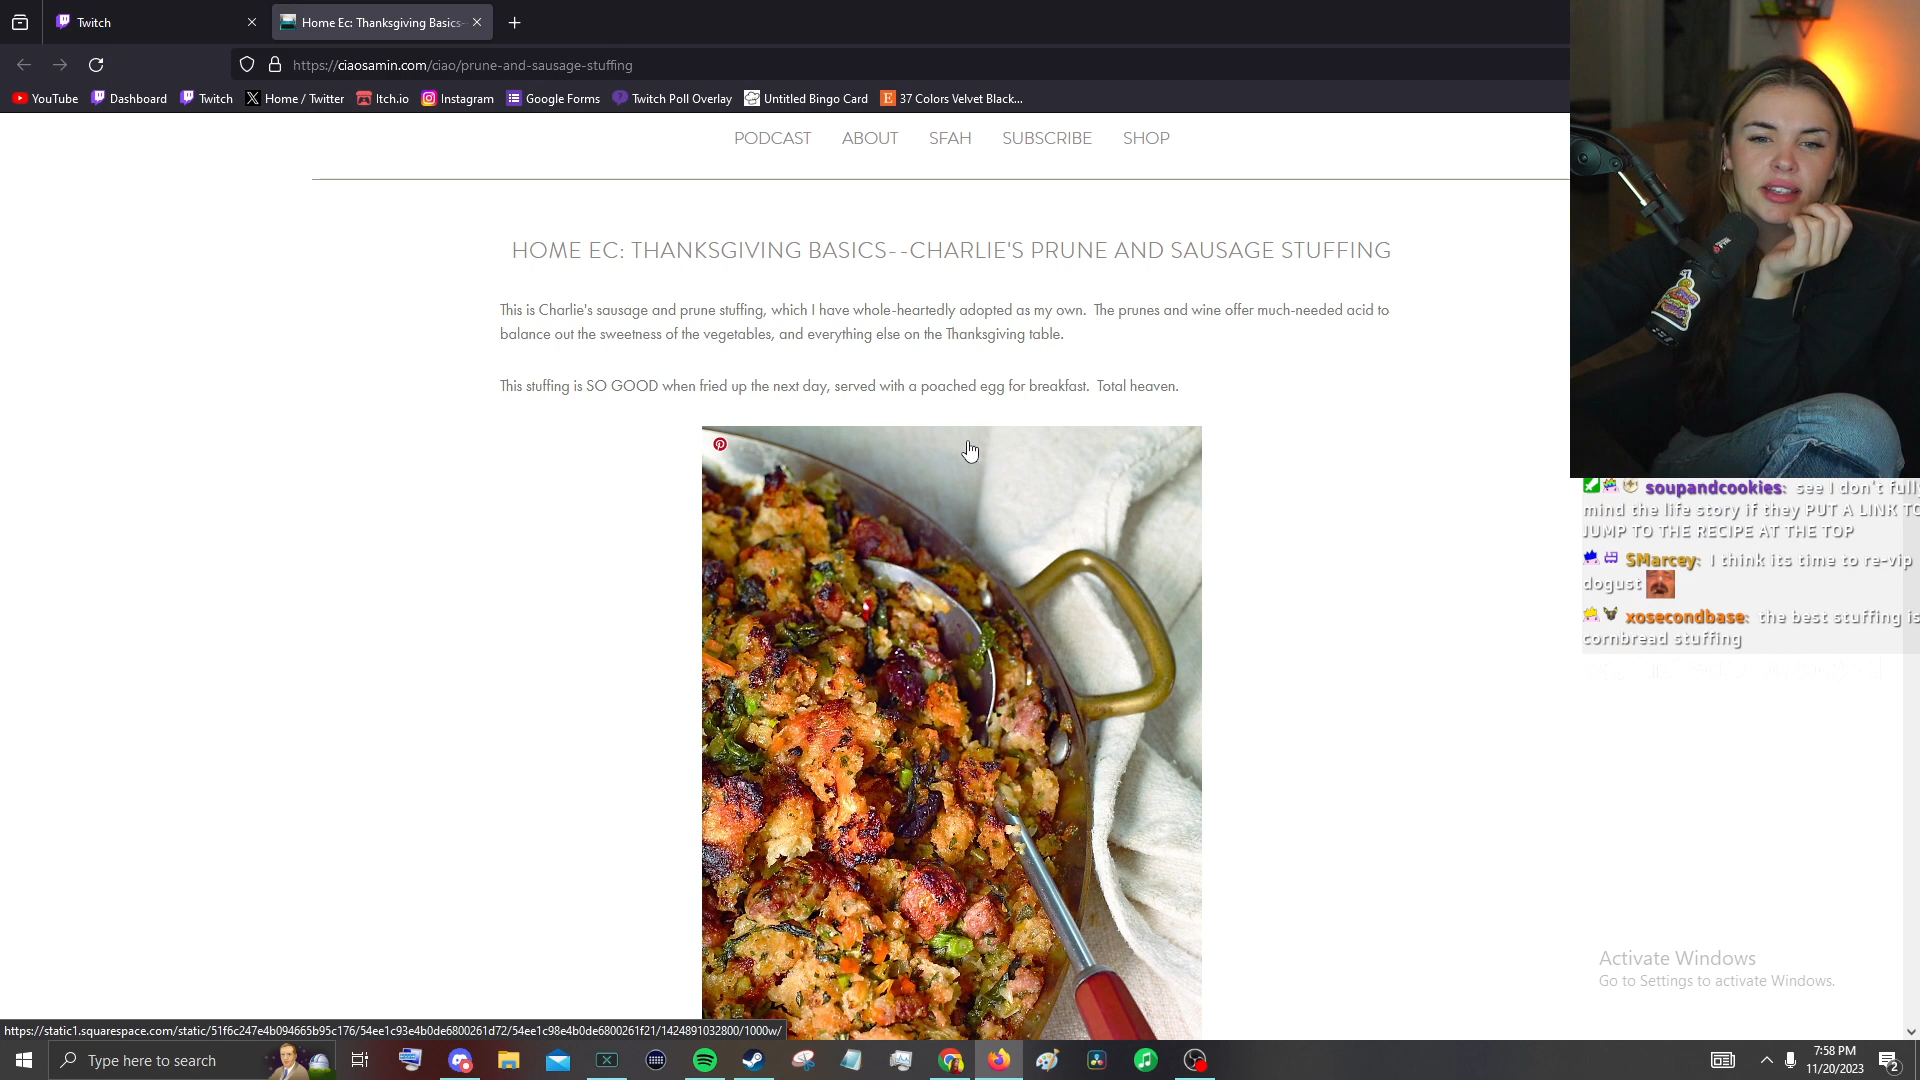 Twitch
Home Ec: Thanksgiving Basics-
https://ciaosamin.com/ciao/prune-and-sausage-stuffing
YouTube Dashboard Twitch Home / Twitter Itch.io Instagram Google Forms Twitch Poll Overlay Untitled Bingo Card 37 Colors Velvet Black...
PODCAST ABOUT SFAH SUBSCRIBE SHOP
HOME EC: THANKSGIVING BASICS--CHARLIE'S PRUNE AND SAUSAGE STUFFING
This is Charlie's sausage and prune stuffing, which I have whole-heartedly adopted as my own. The prunes and wine offer much-needed acid to
balance out the sweetness of the vegetables, and everything else on the Thanksgiving table.
This stuffing is SO GOOD when fried up the next day, served with a poached egg for breakfast. Total heaven.
soupandcookies: see I don't full
mind the life story if they PUT A LINK TO
JUMP TO THE RECIPE AT THE TOP
SMarcey: I think its time to re-vip
dogust
xosecondbase: the best stuffing is
cornbread stuffing
Activate Windows
Go to Settings to activate Windows.
https://static1.squarespace.com/static/51f6c247e4b094665b95c176/54ee1c93e4b0de6800261d72/54ee1c98e4b0de6800261f21/1424891032800/1000w/
Type here to search
7:58 PM
11/20/2023
2